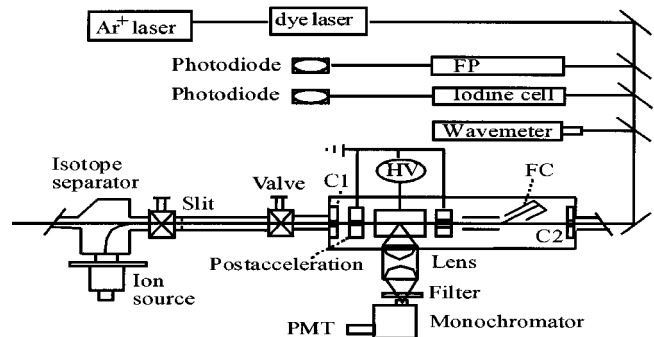 Ar+ laser
dye laser
Photodiode
FP
Photodiode
Iodine cell
Wavemeter
Isotope
separator
Slit
Valve
C1
HV
FC
C2
Postacceleration
Lens
Ion
source
Filter
PMT
Monochromator